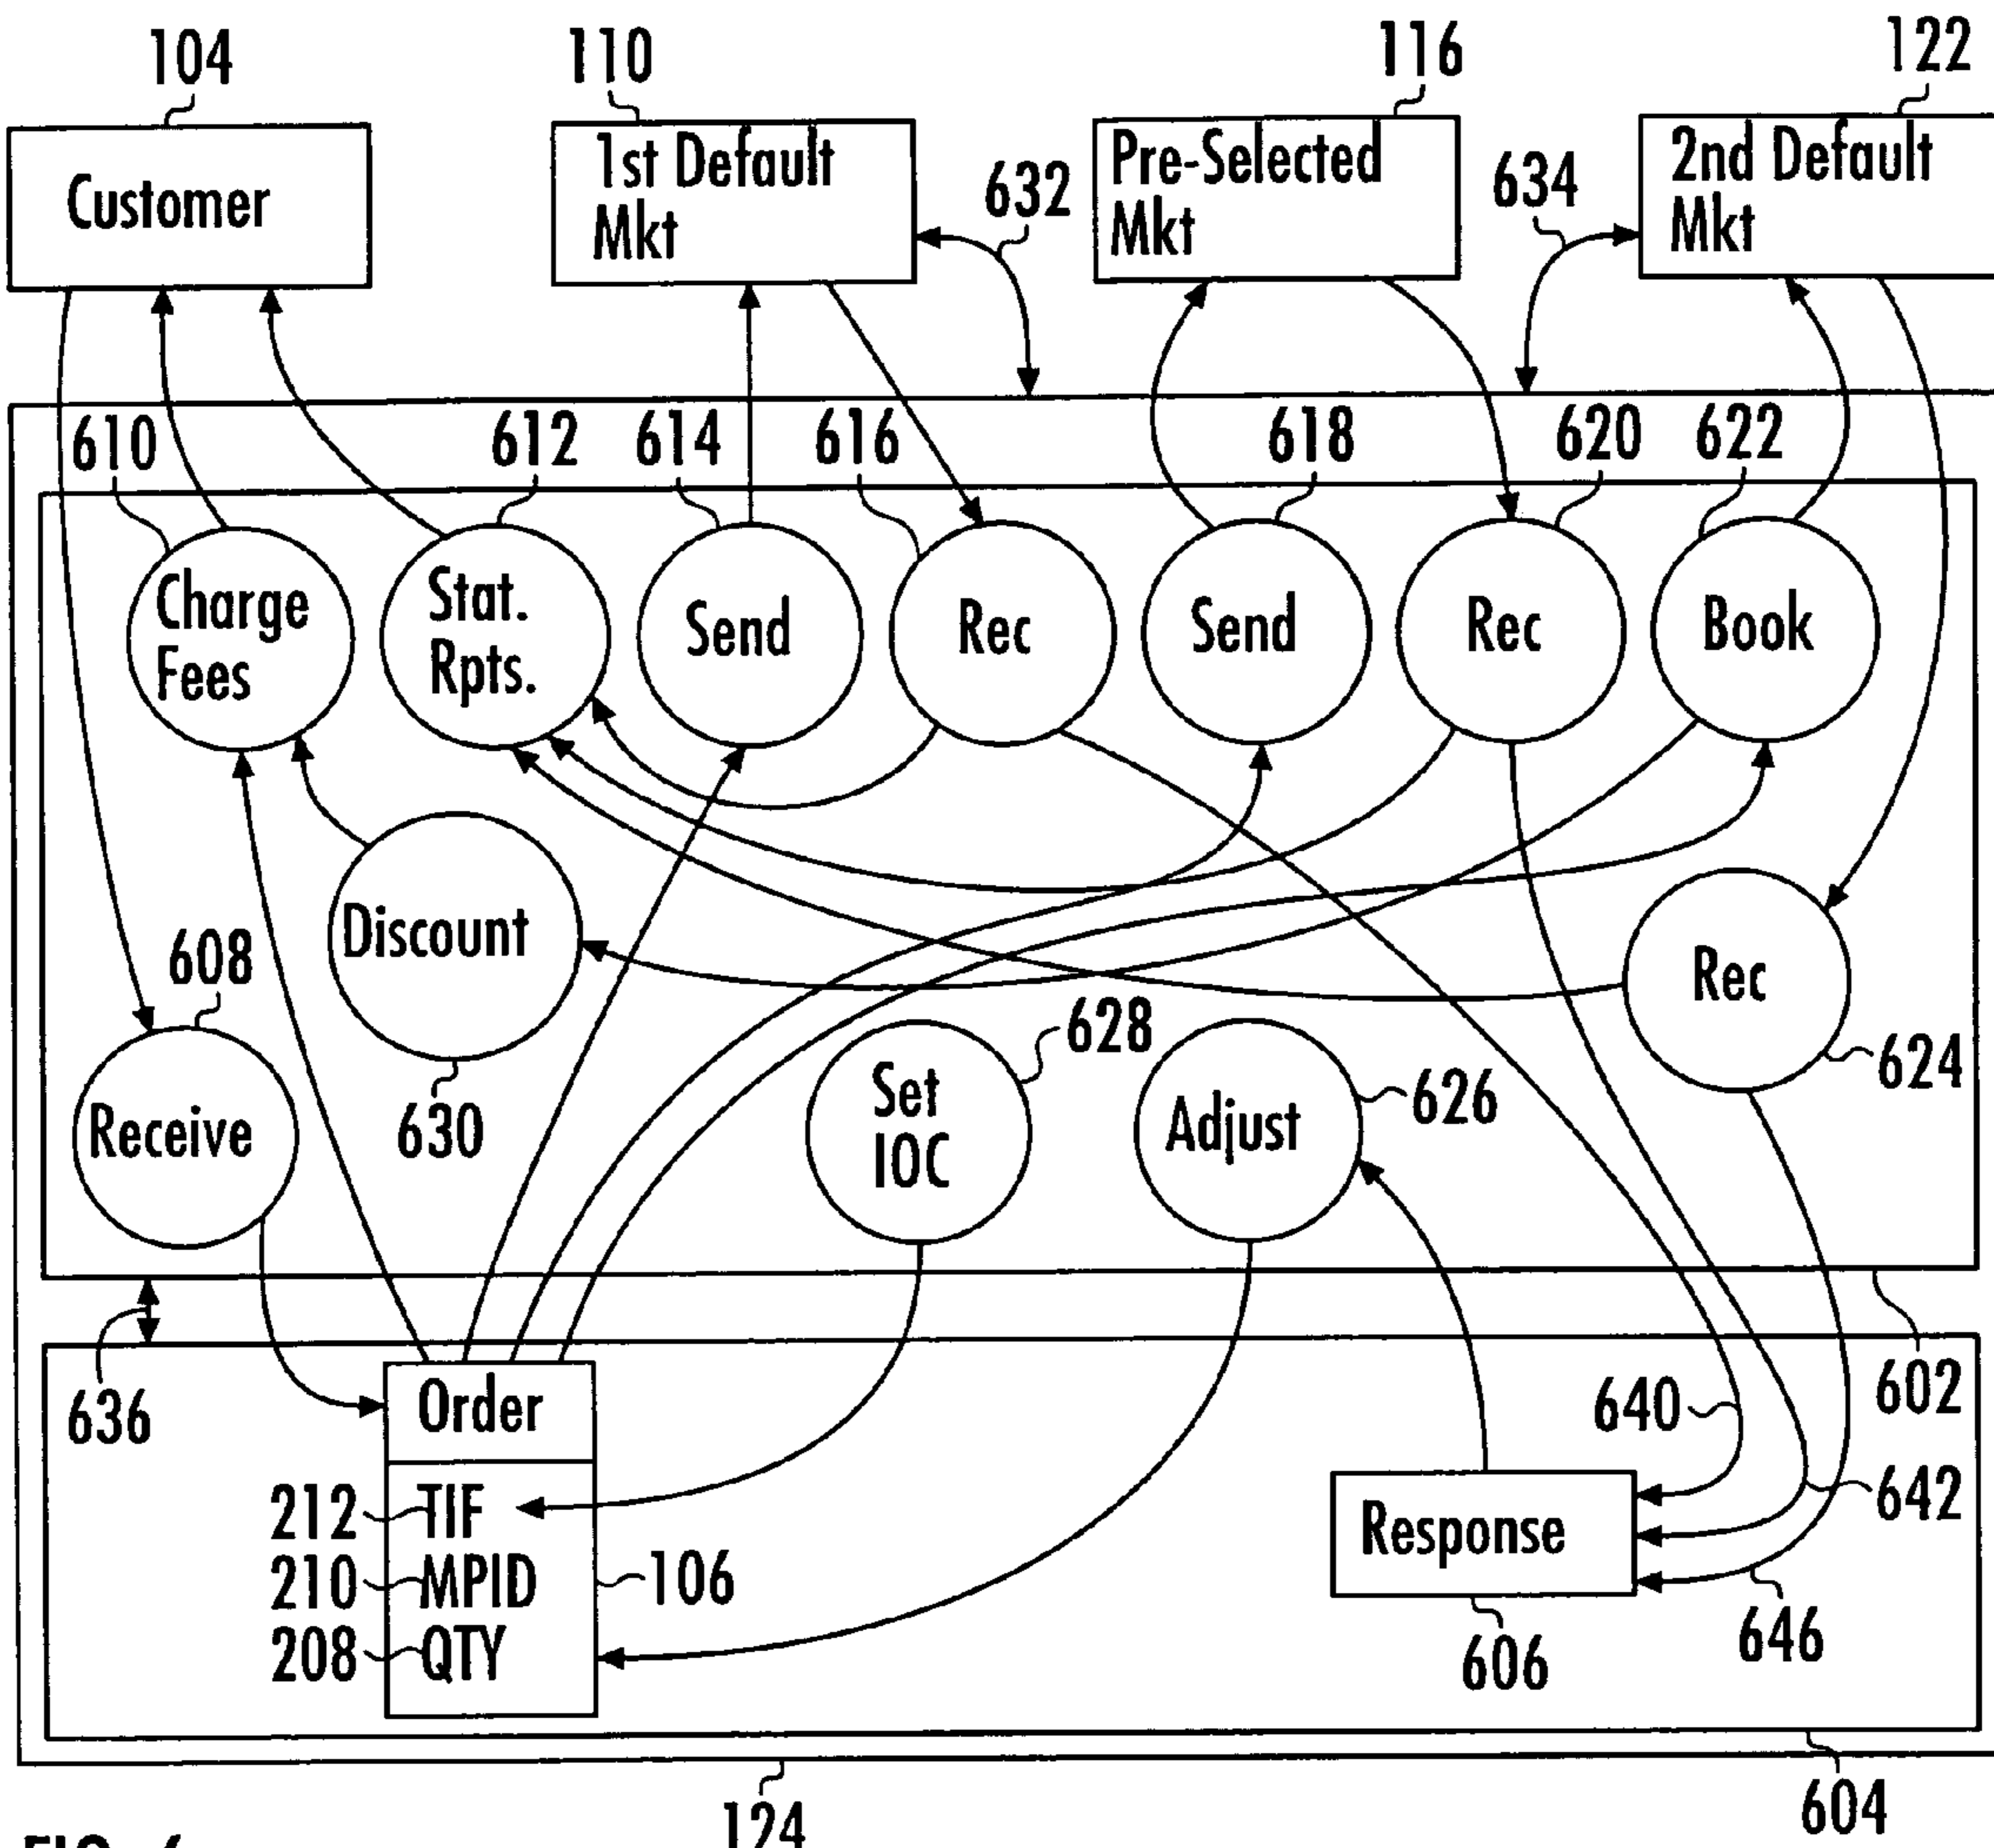 104
110
116
122
Customer
1st Default
Mkt
632
Pre-Selected
Mkt
634
2nd Default
Mkt
610
612
614
616
618
620
622
Charge
Fees
Stat.
Rpts.
Send
Rec
Send
Rec
Book
Discount
608
Rec
628
624
Receive
630
Set
IOC
Adjust
626
636
Order
640
602
212
TIF
642
210
MPID
106
Response
208
QTY
606
646
124
604